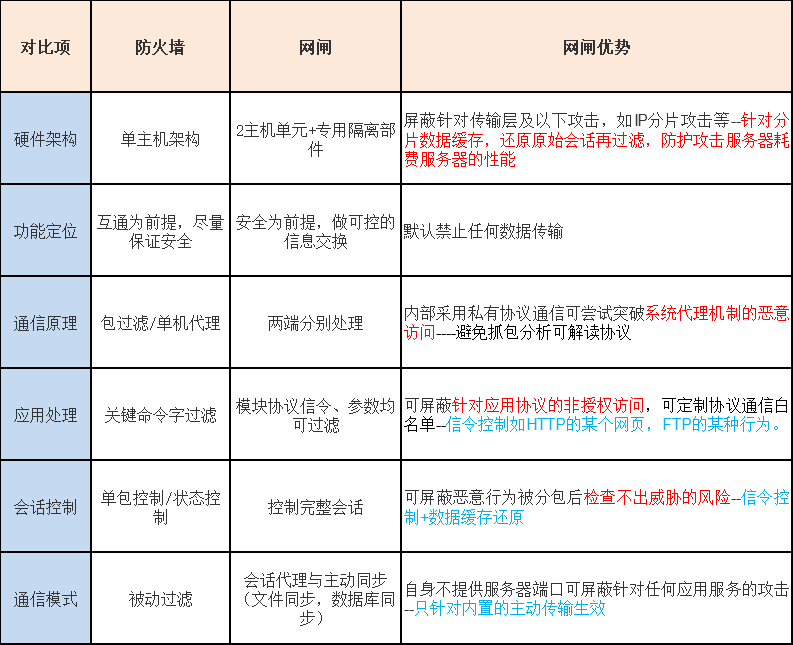 对比项
防火墙
网闸
网闸优势
硬件架构
单主机架构
2主机单元+专用隔离部
件
屏蔽针对传输层及以下攻击，如IP分片攻击等--针对分
片数据缓存，还原原始会话再过滤，防护攻击服务器耗
费服务器的性能
功能定位
互通为前提，尽量
保证安全
安全为前提，做可控的
信息交换
默认禁止任何数据传输
通信原理
包过滤/单机代理
两端分别处理
内部采用私有协议通信可尝试突破系统代理机制的恶意
访问----避免抓包分析可解读协议
应用处理
关键命令字过滤
模块协议信令、参数均
可过滤
可屏蔽针对应用协议的非授权访问，可定制协议通信白
名单--信令控制如HTTP的某个网页，FTP的某种行为。
会话控制
单包控制/状态控
制
控制完整会话
可屏蔽恶意行为被分包后检查不出威胁的风险--信令控
制+数据缓存还原
通信模式
被动过滤
会话代理与主动同步
（文件同步，数据库同
步）
自身不提供服务器端口可屏蔽针对任何应用服务的攻击
--只针对内置的主动传输生效